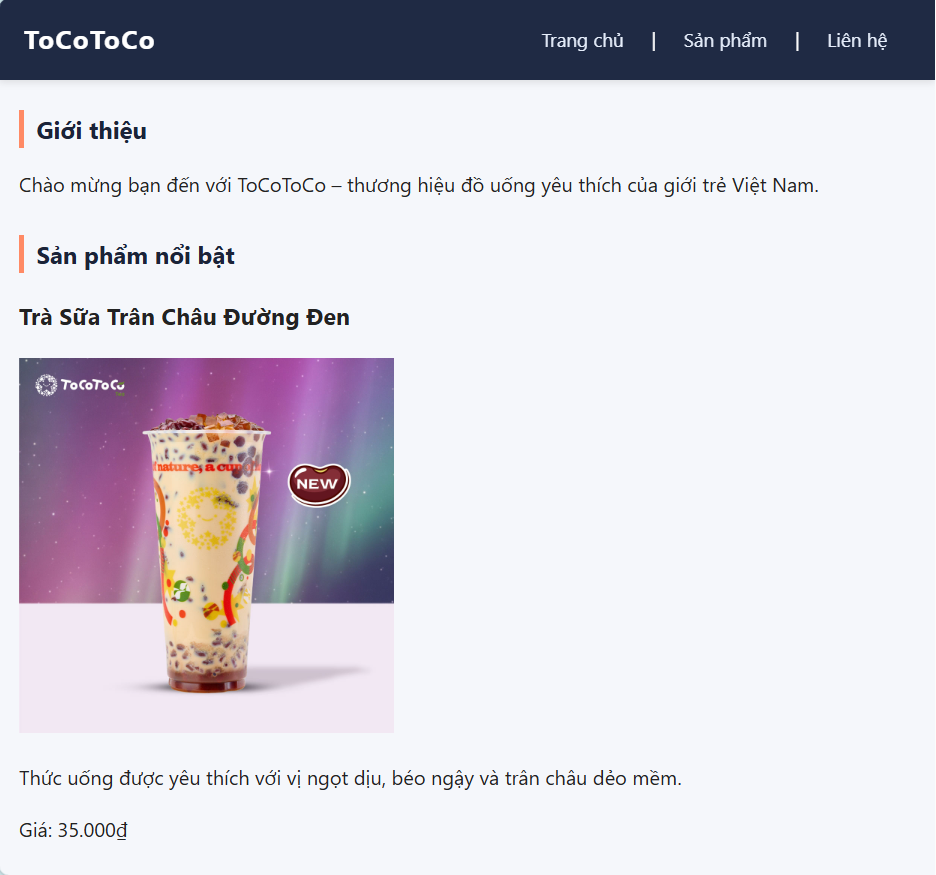 ToCoToCo
Trang chủ | Sản phẩm | Liên hệ
Giới thiệu
Chào mừng bạn đến với ToCoToCo – thương hiệu đồ uống yêu thích của giới trẻ Việt Nam.
Sản phẩm nổi bật
Trà Sữa Trân Châu Đường Đen
ToCoToCo
nature, a cup
NEW
Thức uống được yêu thích với vị ngọt dịu, béo ngậy và trân châu dẻo mềm.
Giá: 35.000₫